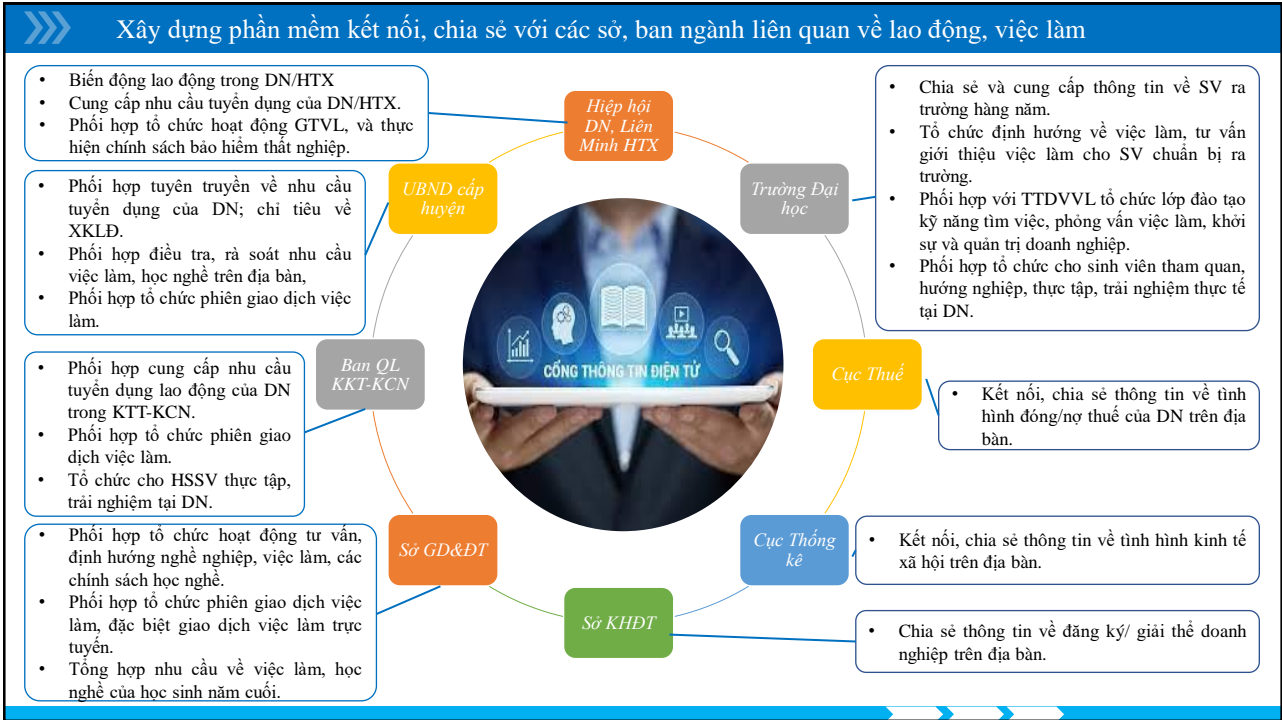 Xây dựng phần mềm kết nối, chia sẻ với các sở, ban ngành liên quan về lao động, việc làm
• Biến động lao động trong DN/HTX
• Cung cấp nhu cầu tuyển dụng của DN/HTX.
• Phối hợp tổ chức hoạt động GTVL, và thực
hiện chính sách bảo hiểm thất nghiệp.
Hiệp hội
DN, Liên
Minh HTX
• Chia sẻ và cung cấp thông tin về SV ra
trường hàng năm.
• Tổ chức định hướng về việc làm, tư vấn
giới thiệu việc làm cho SV chuẩn bị ra
trường.
• Phối hợp với TTDVVL tổ chức lớp đào tạo
kỹ năng tìm việc, phỏng vấn việc làm, khởi
sự và quản trị doanh nghiệp.
• Phối hợp tổ chức cho sinh viên tham quan,
hướng nghiệp, thực tập, trải nghiệm thực tế
tại DN.
UBND cấp
huyện
Trường Đại
học
• Phối hợp tuyên truyền về nhu cầu
tuyển dụng của DN; chỉ tiêu về
XKLĐ.
• Phối hợp điều tra, rà soát nhu cầu
việc làm, học nghề trên địa bàn,
• Phối hợp tổ chức phiên giao dịch việc
làm.
CỔNG THÔNG TIN ĐIỆN TỬ
Ban QL
KKT-KCN
Cục Thuế
• Phối hợp cung cấp nhu cầu
tuyển dụng lao động của DN
trong KTT-KCN.
• Phối hợp tổ chức phiên giao
dịch việc làm.
• Tổ chức cho HSSV thực tập,
trải nghiệm tại DN.
• Kết nối, chia sẻ thông tin về tình
hình đóng/nợ thuế của DN trên địa
bàn.
Sở GD&ĐT
Cục Thống
kê
• Phối hợp tổ chức hoạt động tư vấn,
định hướng nghề nghiệp, việc làm, các
chính sách học nghề.
• Phối hợp tổ chức phiên giao dịch việc
làm, đặc biệt giao dịch việc làm trực
tuyến.
• Tổng hợp nhu cầu về việc làm, học
nghề của học sinh năm cuối.
• Kết nối, chia sẻ thông tin về tình hình kinh tế
xã hội trên địa bàn.
Sở KHĐT
• Chia sẻ thông tin về đăng ký/ giải thể doanh
nghiệp trên địa bàn.